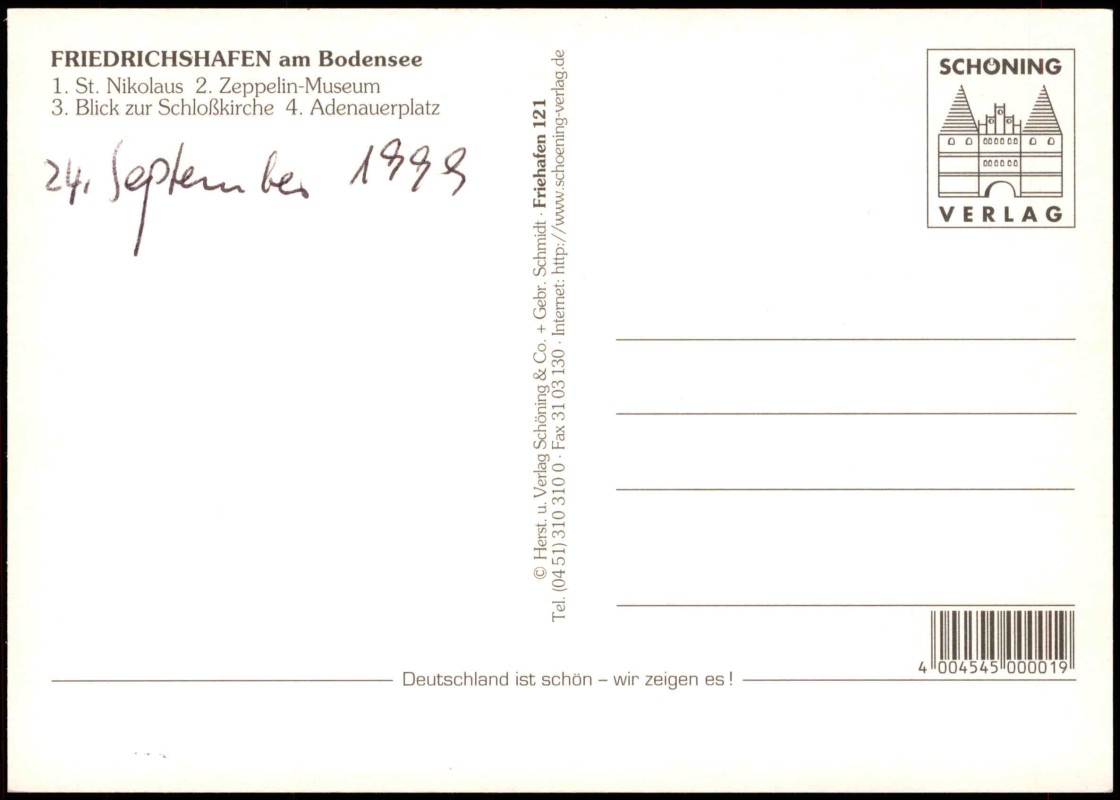 FRIEDRICHSHAFEN am Bodensee
1. St. Nikolaus 2. Zeppelin-Museum
3. Blick zur Schloßkirche 4. Adenauerplatz
24. September 1999
© Herst. u. Verlag Schöning & Co. + Gebr. Schmidt · Friehafen 121
Tel. (04 51) 310 310 0 · Fax 31 03 130 · Internet: http://www.schoening-verlag.de
SCHÖNING
VERLAG
4 004545 000019
Deutschland ist schön – wir zeigen es !